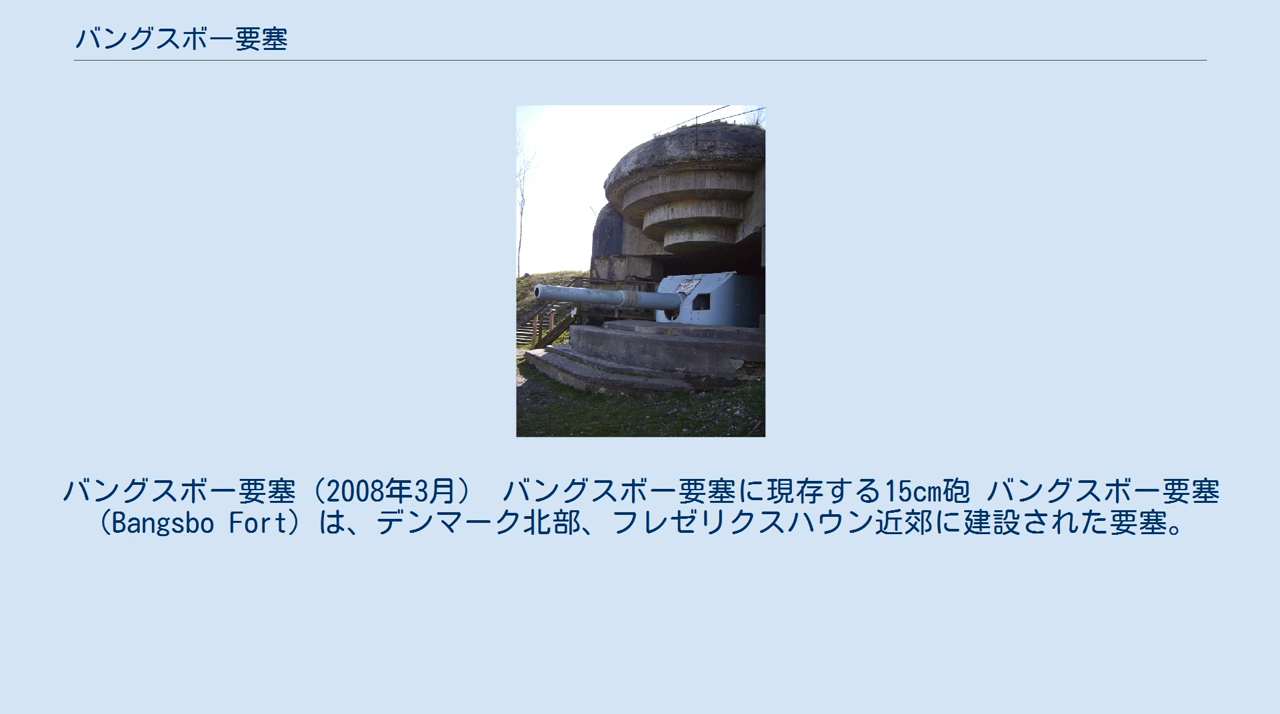 バングスボー要塞
バングスボー要塞（2008年3月） バングスボー要塞に現存する15cm砲 バングスボー要塞
（Bangsbo Fort）は、デンマーク北部、フレゼリクスハウン近郊に建設された要塞。